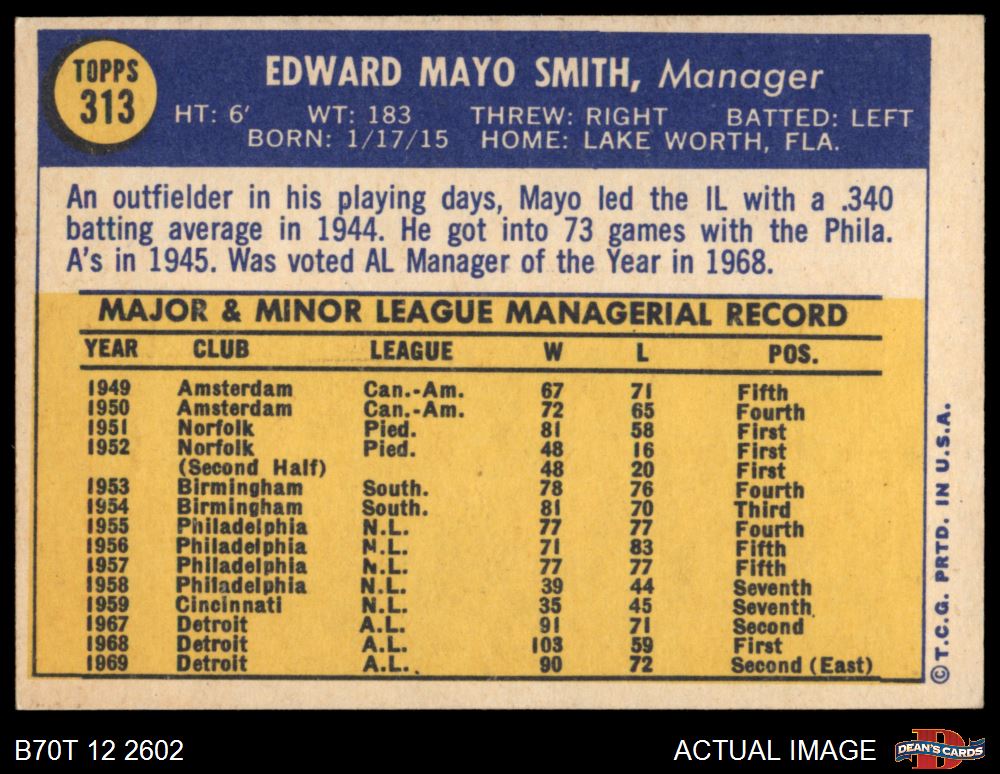 TOPPS
313
EDWARD MAYO SMITH, Manager
HT: 6' WT: 183 THREW: RIGHT BATTED: LEFT
BORN: 1/17/15 HOME: LAKE WORTH, FLA.
An outfielder in his playing days, Mayo led the IL with a .340
batting average in 1944. He got into 73 games with the Phila.
A's in 1945. Was voted AL Manager of the Year in 1968.
MAJOR & MINOR LEAGUE MANAGERIAL RECORD
YEAR CLUB LEAGUE W L POS.
1949 Amsterdam Can.-Am. 67 71 Fifth
1950 Amsterdam Can.-Am. 72 65 Fourth
1951 Norfolk Pied. 81 58 First
1952 Norfolk Pied. 48 16 First
(Second Half) 48 20 First
1953 Birmingham South. 78 76 Fourth
1954 Birmingham South. 81 70 Third
1955 Philadelphia N.L. 77 77 Fourth
1956 Philadelphia N.L. 71 83 Fifth
1957 Philadelphia N.L. 77 77 Fifth
1958 Philadelphia N.L. 39 44 Seventh
1959 Cincinnati N.L. 35 45 Seventh
1967 Detroit A.L. 91 71 Second
1968 Detroit A.L. 103 59 First
1969 Detroit A.L. 90 72 Second (East)
©T.C.G. PRTD. IN U.S.A.
B70T 12 2602 ACTUAL IMAGE
DEAN'S CARDS